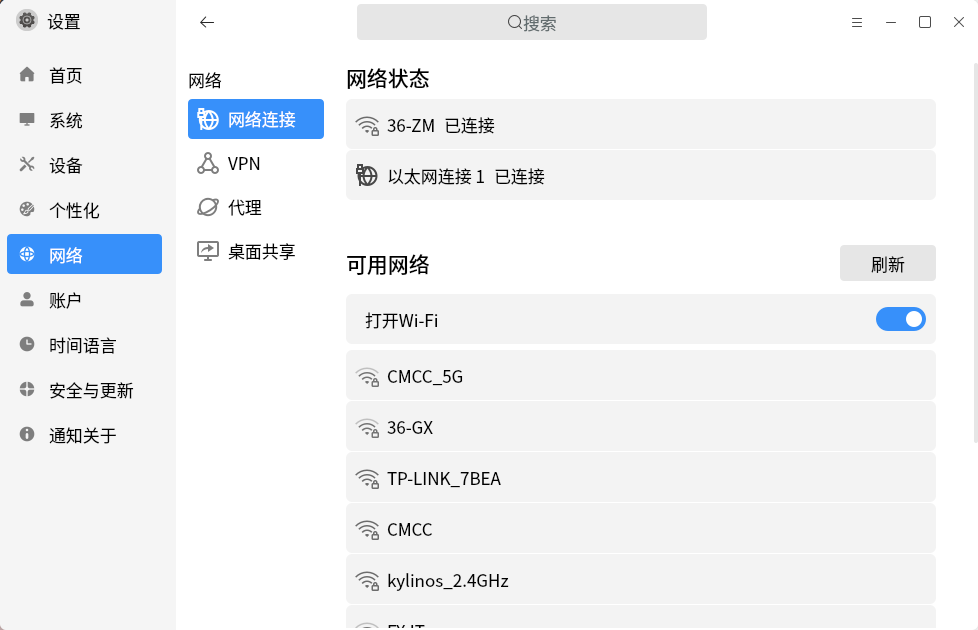 设置
搜索
首页
系统
设备
个性化
网络
账户
时间语言
安全与更新
通知关于
网络
网络连接
VPN
代理
桌面共享
网络状态
36-ZM 已连接
以太网连接 1 已连接
可用网络
刷新
打开Wi-Fi
CMCC_5G
36-GX
TP-LINK_7BEA
CMCC
kylinos_2.4GHz